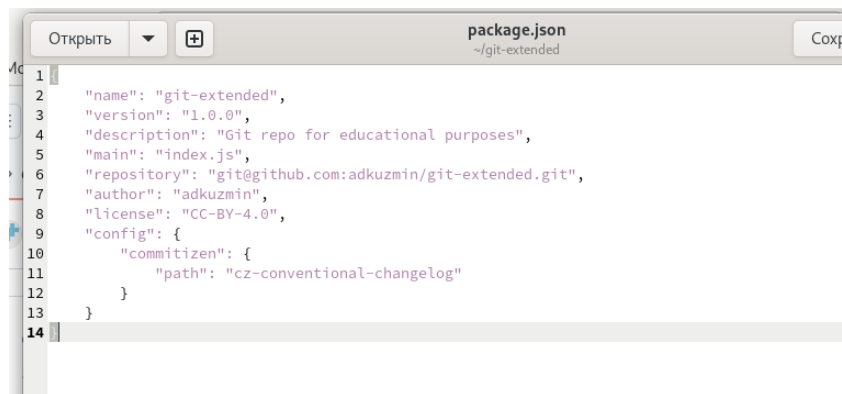 Открыть
package.json
~/git-extended
1 {
2 "name": "git-extended",
3 "version": "1.0.0",
4 "description": "Git repo for educational purposes",
5 "main": "index.js",
6 "repository": "git@github.com:adkuzmin/git-extended.git",
7 "author": "adkuzmin",
8 "license": "CC-BY-4.0",
9 "config": {
10 "commitizen": {
11 "path": "cz-conventional-changelog"
12 }
13 }
14 }